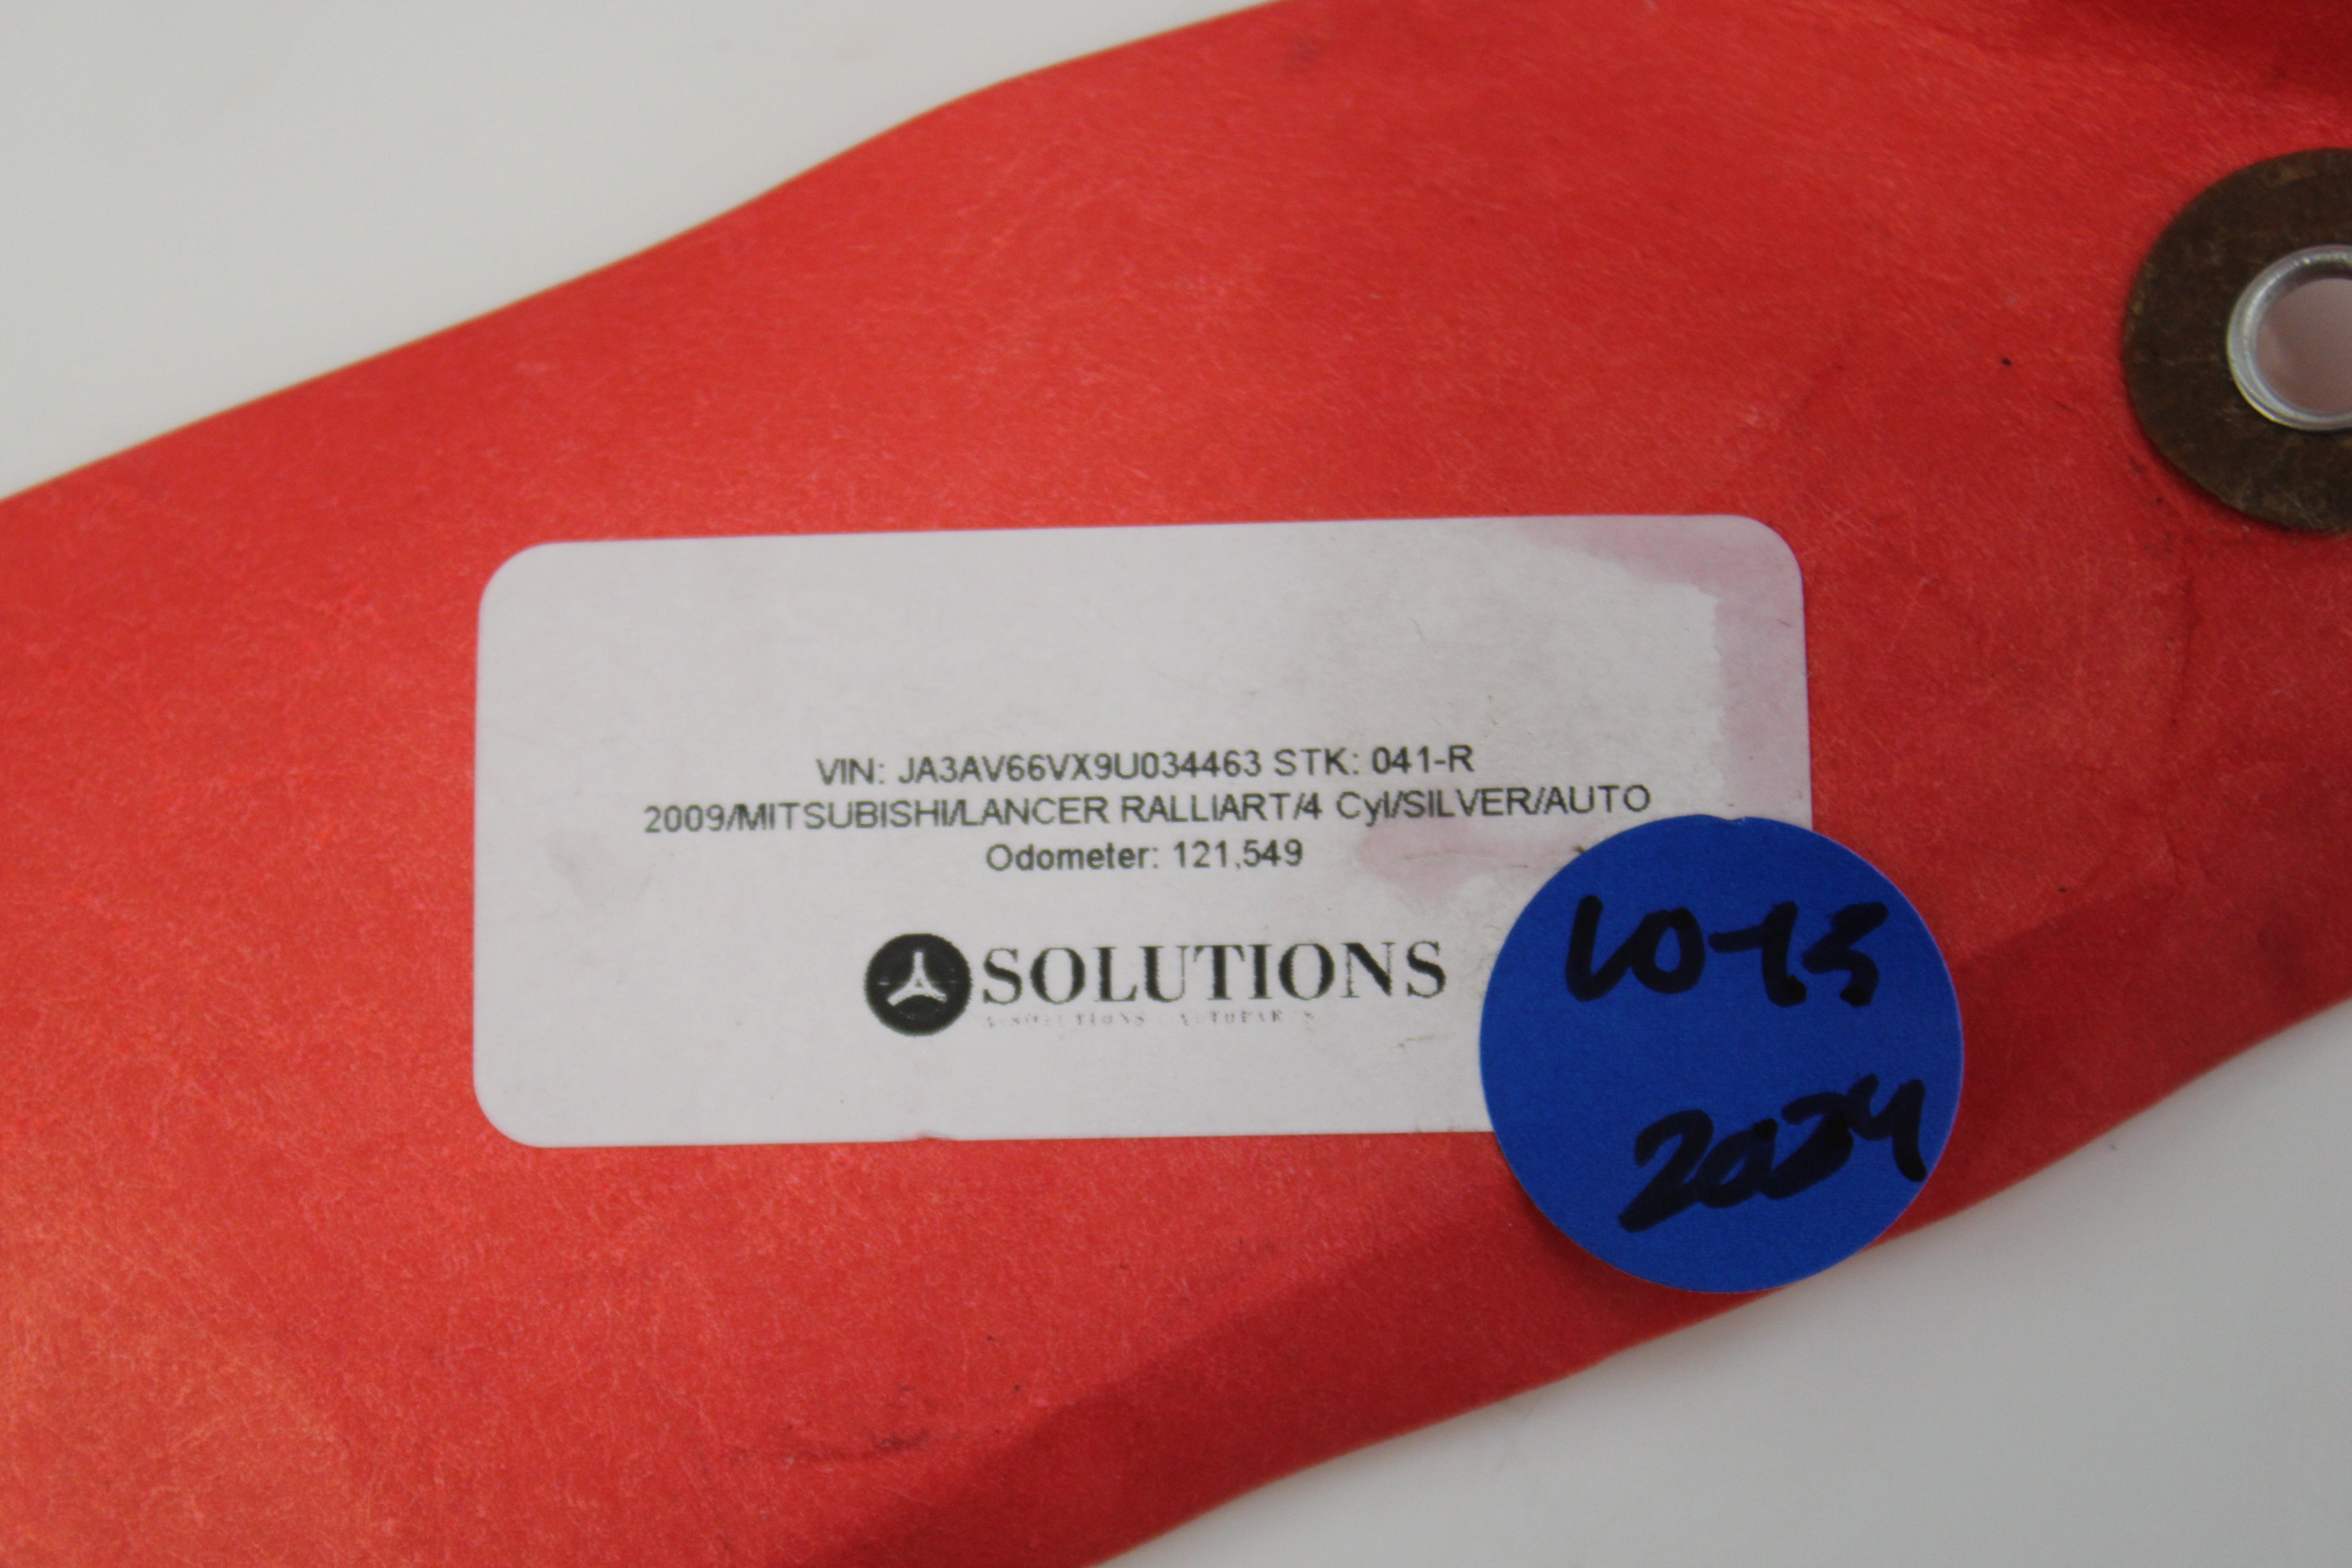 VIN: JA3AV66VX9U034463 STK: 041-R
2009/MITSUBISHI/LANCER RALLIART/4 Cyl/SILVER/AUTO
Odometer: 121,549
SOLUTIONS
2024